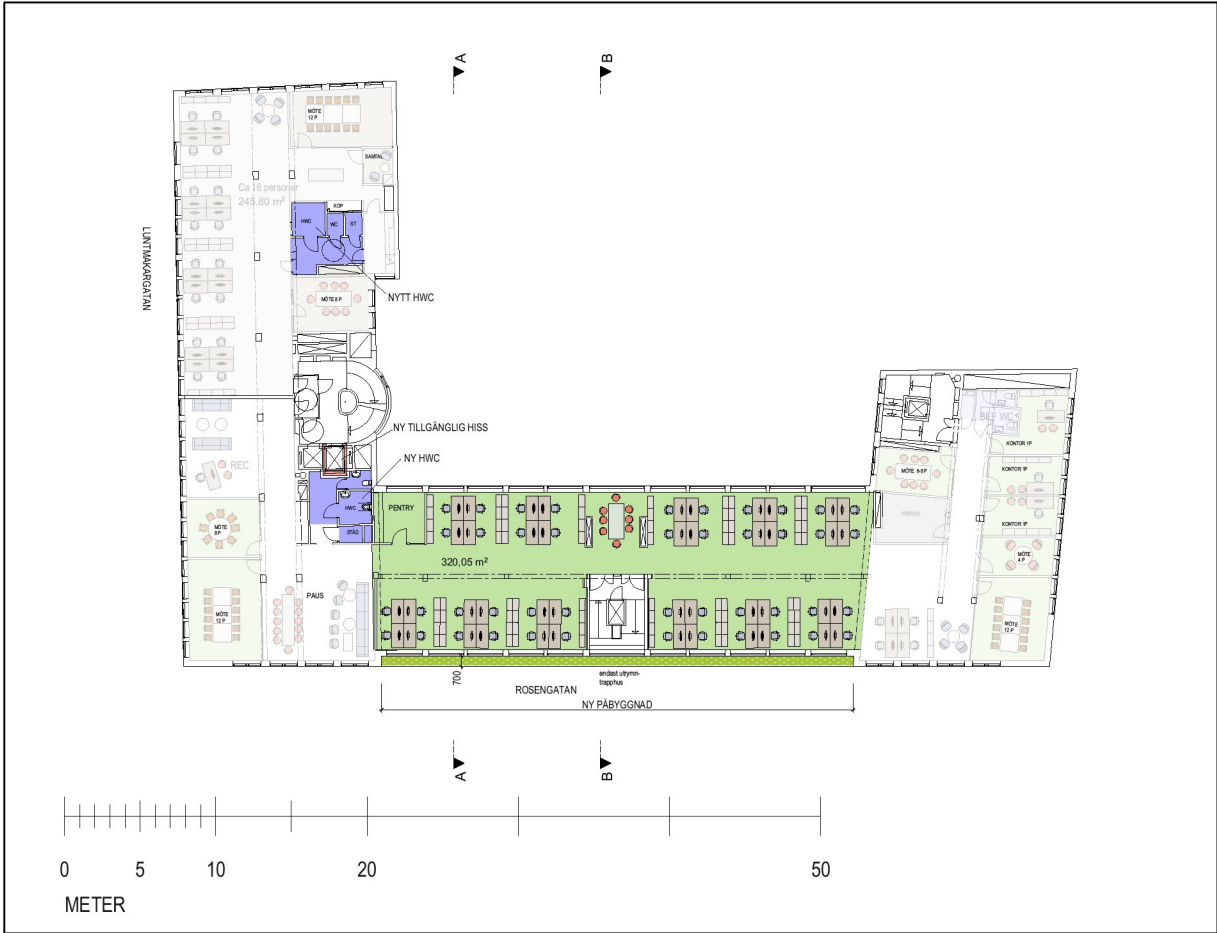 A
B
MÖTE
12 P
SAMTAL
Ca 16 personer
245,80 m²
KOP
HWC
WC
ST
LUNTMAKARGATAN
NYTT HWC
MÖTE 8 P
NY TILLGÄNGLIG HISS
NY HWC
REC
HWC
STÄD
PENTRY
MÖTE
8P
MÖTE
12 P
PAUS
320,05 m²
BEF WC
KONTOR 1P
MÖTE 6-8P
KONTOR 1P
KONTOR 1P
MÖTE
4 P
MÖTE
12 P
700
endast utrymn-
trapphus
ROSENGATAN
NY PÅBYGGNAD
A
B
0 5 10 20 50
METER